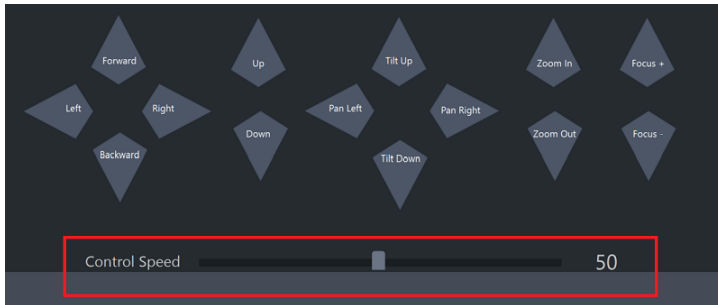 Forward
Up
Tilt Up
Zoom In
Focus +
Left
Right
Pan Left
Pan Right
Down
Zoom Out
Focus -
Backward
Tilt Down
Control Speed 50